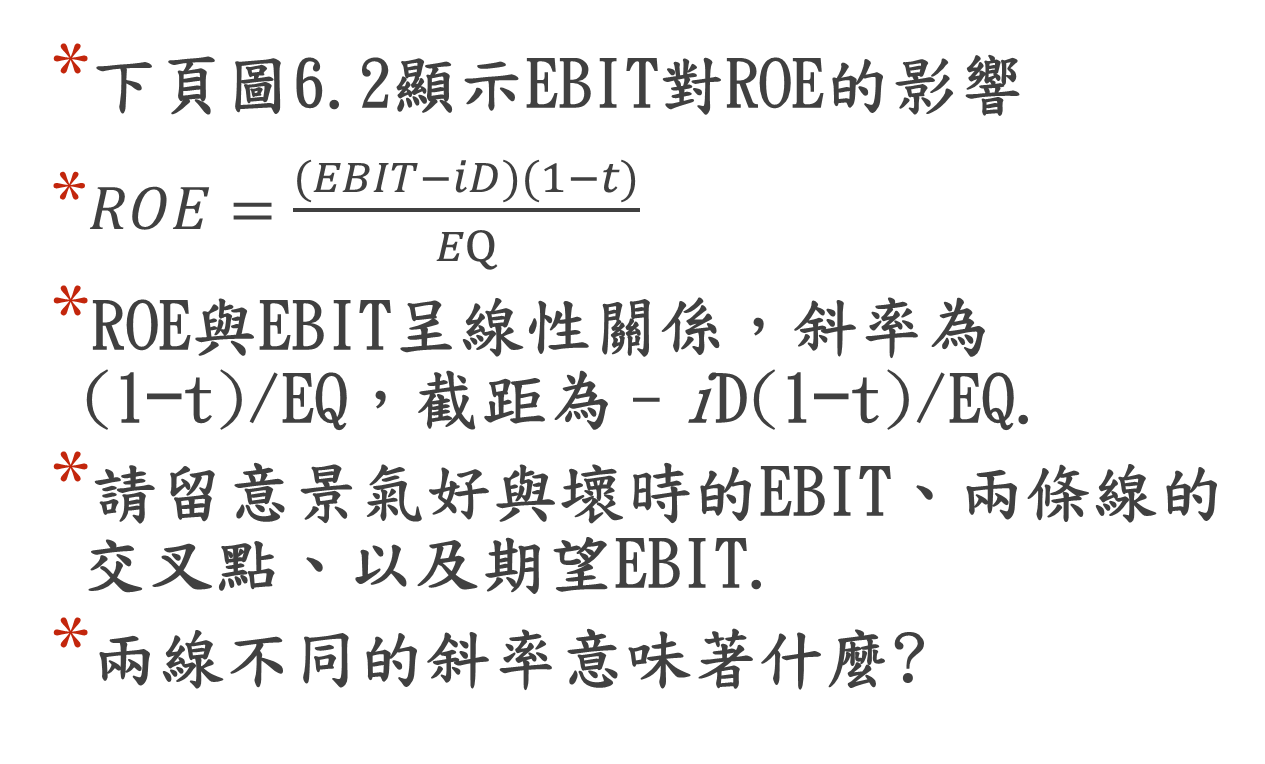 *下頁圖6.2顯示EBIT對ROE的影響
*ROE = (EBIT−iD)(1−t) / EQ
*ROE與EBIT呈線性關係，斜率為
(1−t)/EQ，截距為– iD(1−t)/EQ.
*請留意景氣好與壞時的EBIT、兩條線的
交叉點、以及期望EBIT.
*兩線不同的斜率意味著什麼?